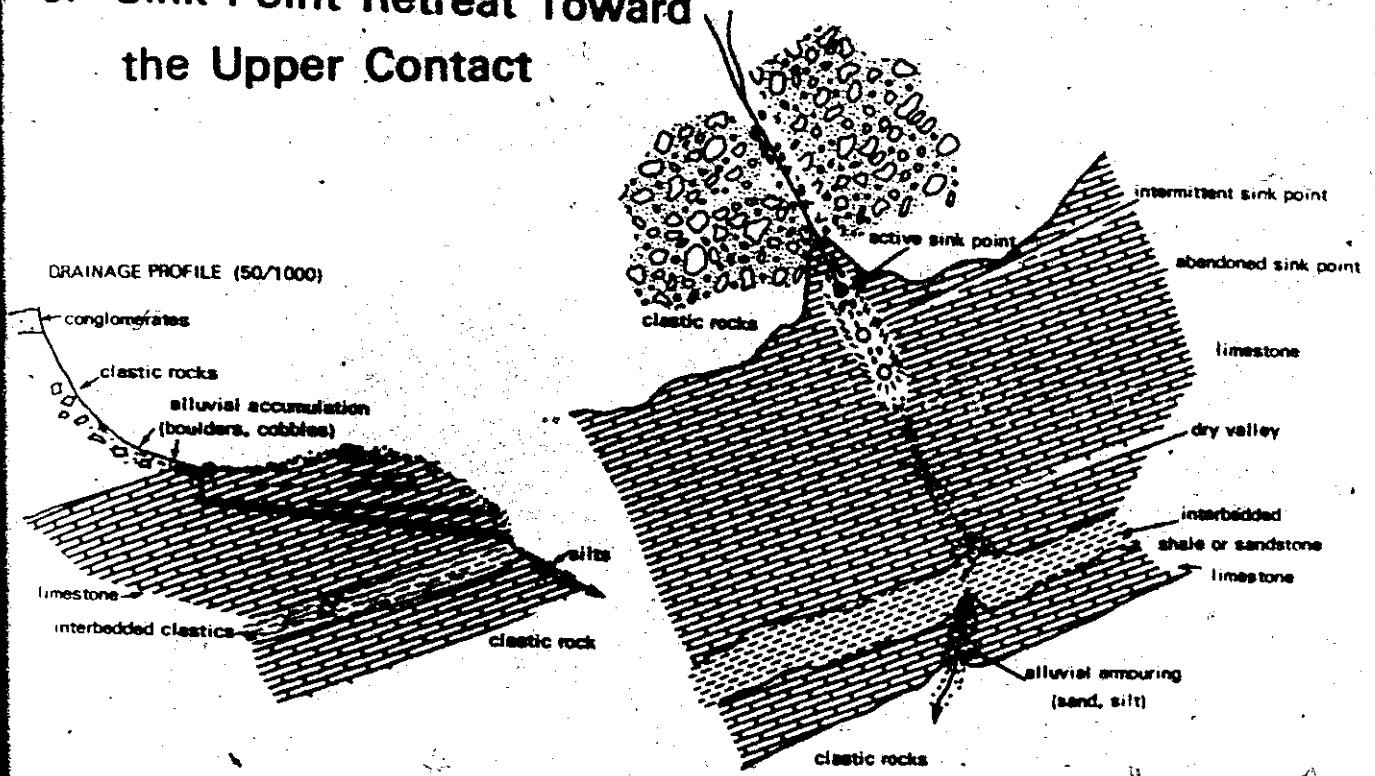 Sink Point Retreat Toward
the Upper Contact
DRAINAGE PROFILE (50/1000)
conglomerates
clastic rocks
alluvial accumulation
(boulders, cobbles)
silts
limestone
interbedded clastics
clastic rock
clastic rocks
active sink point
intermittent sink point
abandoned sink point
limestone
dry valley
interbedded
shale or sandstone
limestone
alluvial armouring
(sand, silt)
clastic rocks